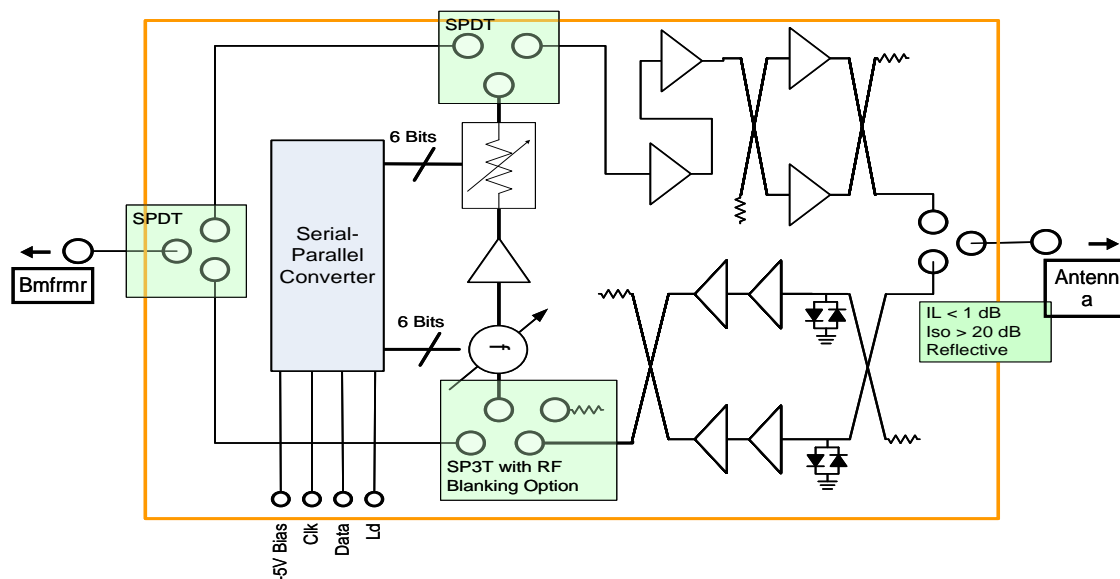 SPDT
6 Bits
SPDT
Serial-
Parallel
Converter
Bmfrmr
Antenn
a
IL < 1 dB
Iso > 20 dB
Reflective
6 Bits
f
SP3T with RF
Blanking Option
-5V Bias
Clk
Data
Ld